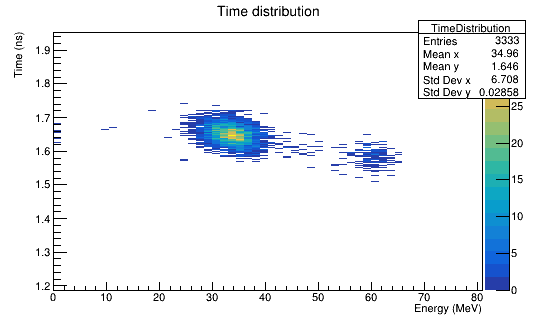 Time distribution
TimeDistribution
Entries 3333
Mean x 34.96
Mean y 1.646
Std Dev x 6.708
Std Dev y 0.02858
Time (ns)
1.9
1.8
1.7
1.6
1.5
1.4
1.3
1.2
25
20
15
10
5
0
0 10 20 30 40 50 60 70 80
Energy (MeV)